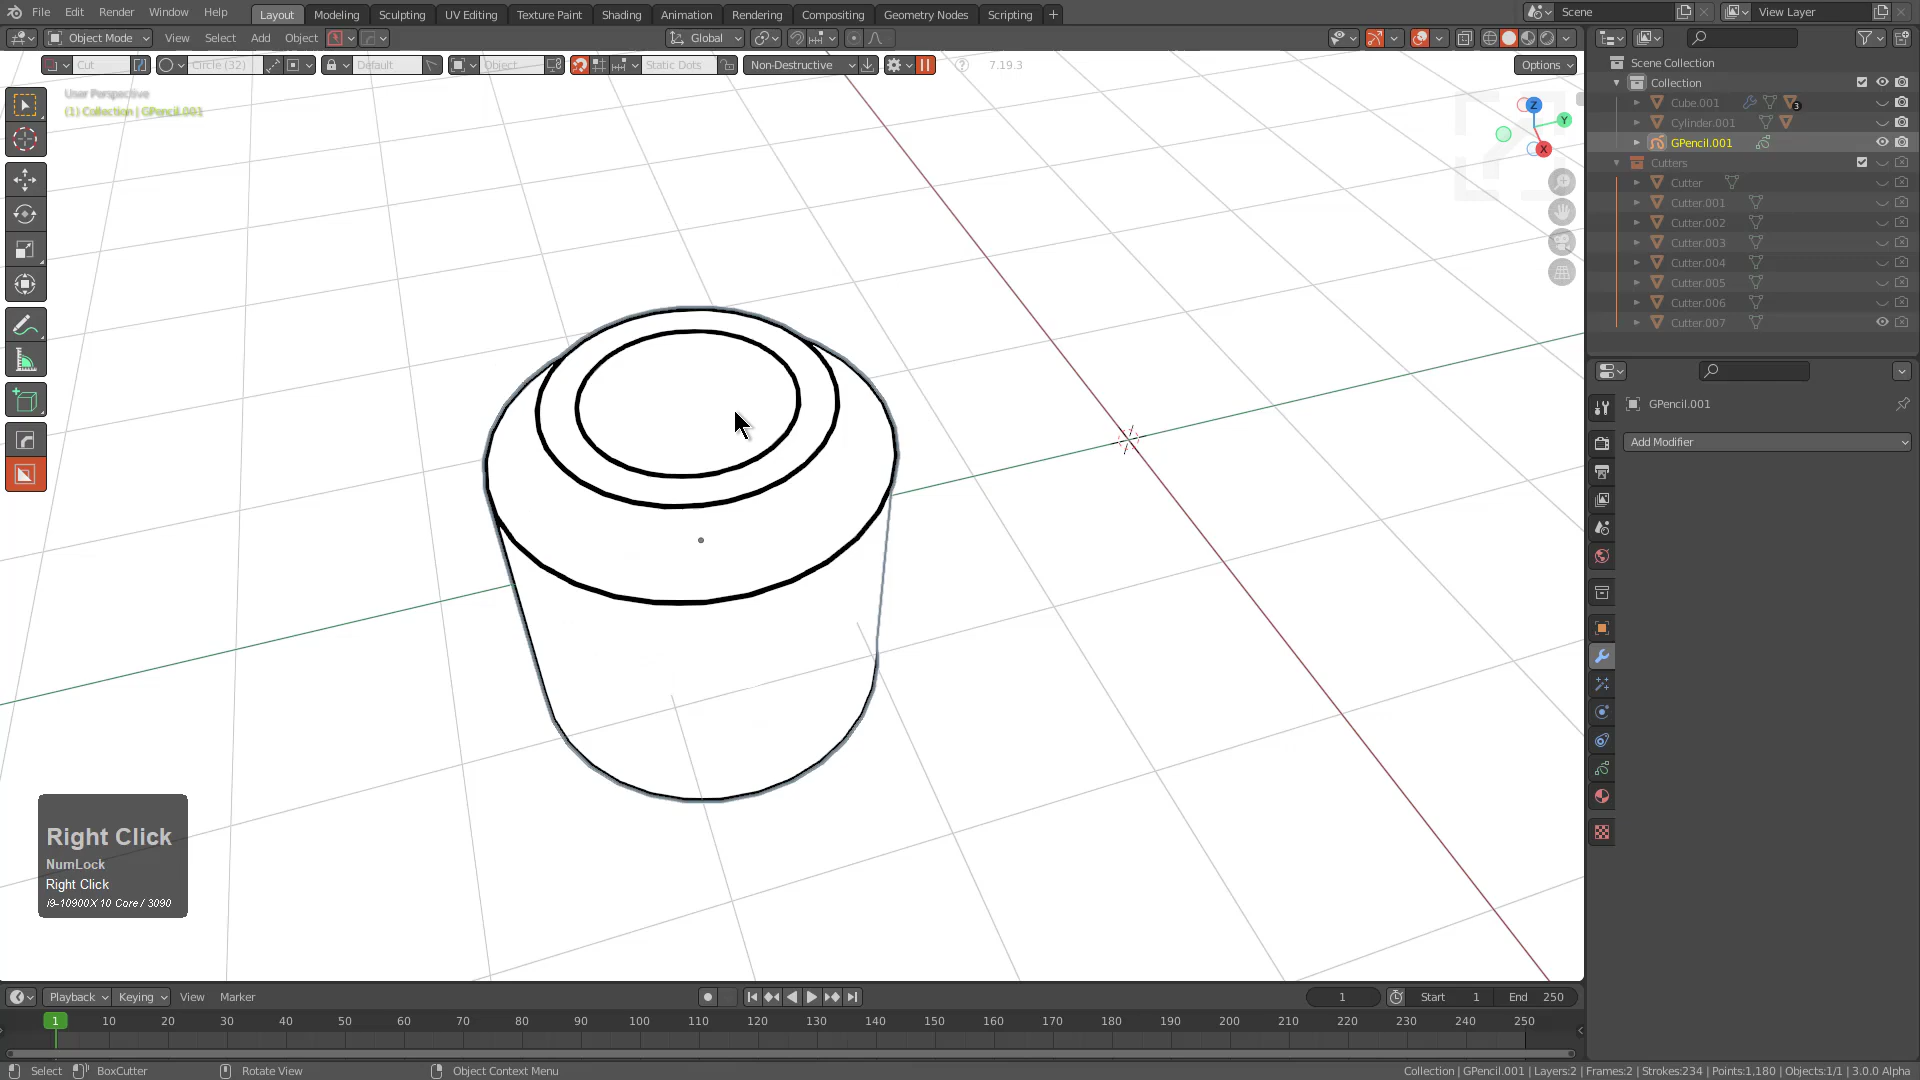 File Edit Render Window Help Layout Modeling Sculpting UV Editing Texture Paint Shading Animation Rendering Compositing Geometry Nodes Scripting + Scene View Layer
Object Mode View Select Add Object Global
Cut Circle (32) Default Object Static Dots Non-Destructive 7.19.3 Options
User Perspective
(1) Collection | GPencil.001
Z
Y
X
Scene Collection
Collection
Cube.001 3
Cylinder.001
GPencil.001
Cutters
Cutter
Cutter.001
Cutter.002
Cutter.003
Cutter.004
Cutter.005
Cutter.006
Cutter.007
GPencil.001
Add Modifier
Right Click
NumLock
Right Click
i9-10900X 10 Core / 3090
Playback Keying View Marker 1 Start 1 End 250
1 10 20 30 40 50 60 70 80 90 100 110 120 130 140 150 160 170 180 190 200 210 220 230 240 250
Select BoxCutter Rotate View Object Context Menu Collection | GPencil.001 | Layers:2 | Frames:2 | Strokes:234 | Points:1,180 | Objects:1/1 | 3.0.0 Alpha